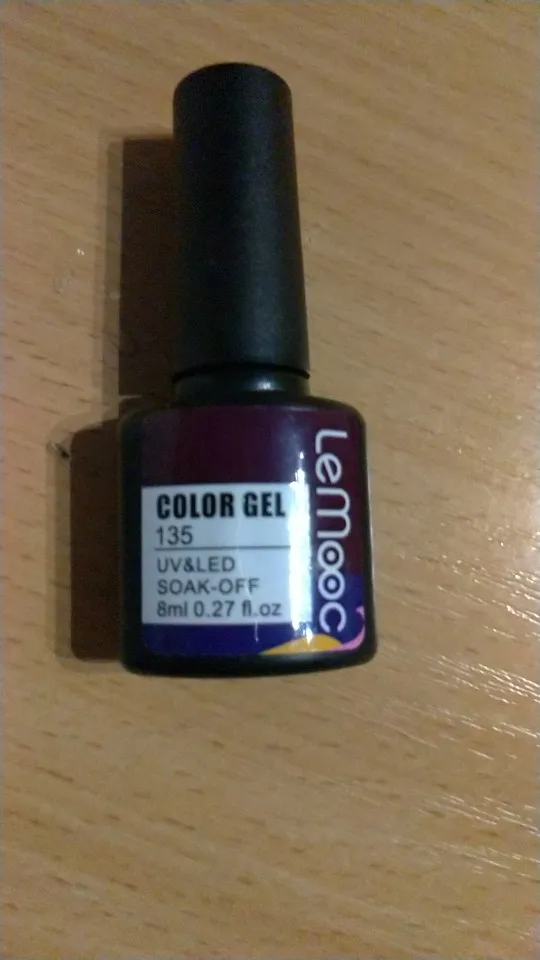 COLOR GEL
135
UV&LED
SOAK-OFF
8ml 0.27 fl.oz
LeMooc